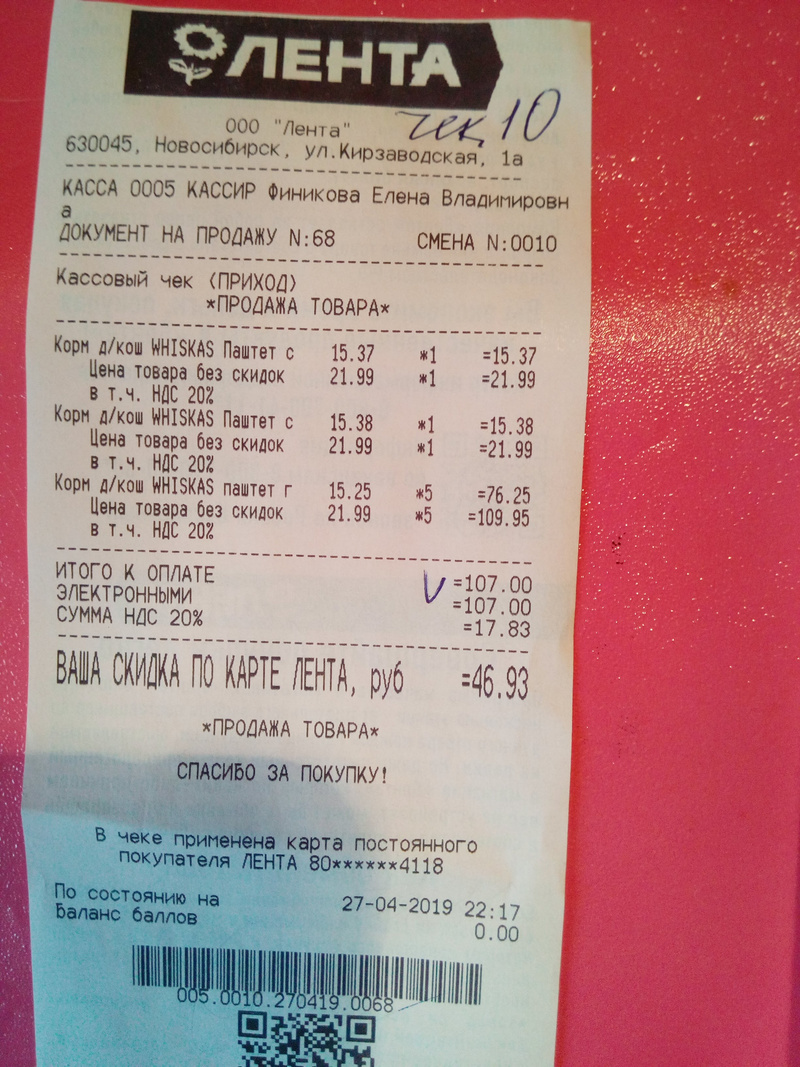 ЛЕНТА
чек 10
ООО "Лента"
630045, Новосибирск, ул.Кирзаводская, 1а
КАССА 0005 КАССИР Финикова Елена Владимировн
а
ДОКУМЕНТ НА ПРОДАЖУ N:68 СМЕНА N:0010
Кассовый чек (ПРИХОД)
*ПРОДАЖА ТОВАРА*
Корм д/кош WHISKAS Паштет с 15.37 *1 =15.37
Цена товара без скидок 21.99 *1 =21.99
в т.ч. НДС 20%
Корм д/кош WHISKAS Паштет с 15.38 *1 =15.38
Цена товара без скидок 21.99 *1 =21.99
в т.ч. НДС 20%
Корм д/кош WHISKAS паштет г 15.25 *5 =76.25
Цена товара без скидок 21.99 *5 =109.95
в т.ч. НДС 20%
ИТОГО К ОПЛАТЕ =107.00
ЭЛЕКТРОННЫМИ =107.00
СУММА НДС 20% =17.83
ВАША СКИДКА ПО КАРТЕ ЛЕНТА, руб =46.93
*ПРОДАЖА ТОВАРА*
СПАСИБО ЗА ПОКУПКУ!
В чеке применена карта постоянного
покупателя ЛЕНТА 80******4118
По состоянию на 27-04-2019 22:17
Баланс баллов 0.00
005.0010.270419.0068